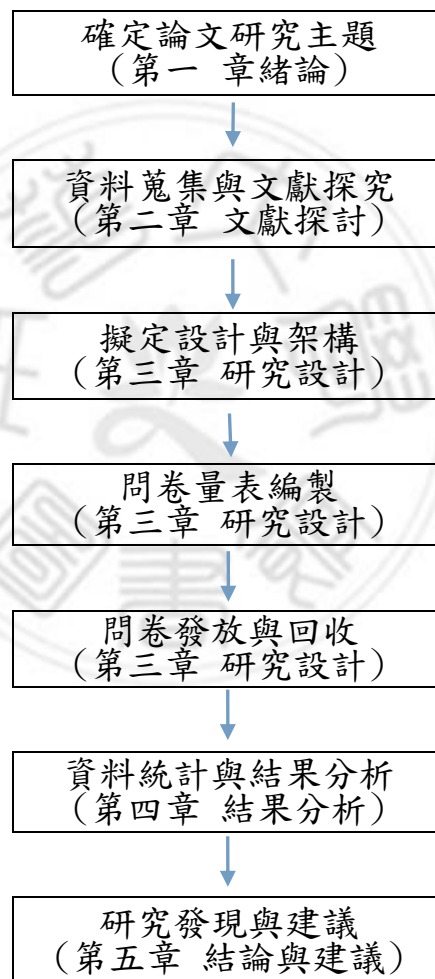 確定論文研究主題
(第一 章緒論)
資料蒐集與文獻探究
(第二章 文獻探討)
擬定設計與架構
(第三章 研究設計)
問卷量表編製
(第三章 研究設計)
問卷發放與回收
(第三章 研究設計)
資料統計與結果分析
(第四章 結果分析)
研究發現與建議
(第五章 結論與建議)